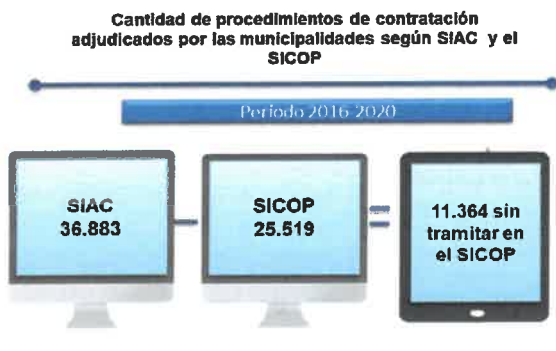 Cantidad de procedimientos de contratación
adjudicados por las municipalidades según SIAC y el
SICOP
Periodo 2016-2020
SIAC
36.883
-
SICOP
25.519
=
11.364 sin
tramitar en
el SICOP